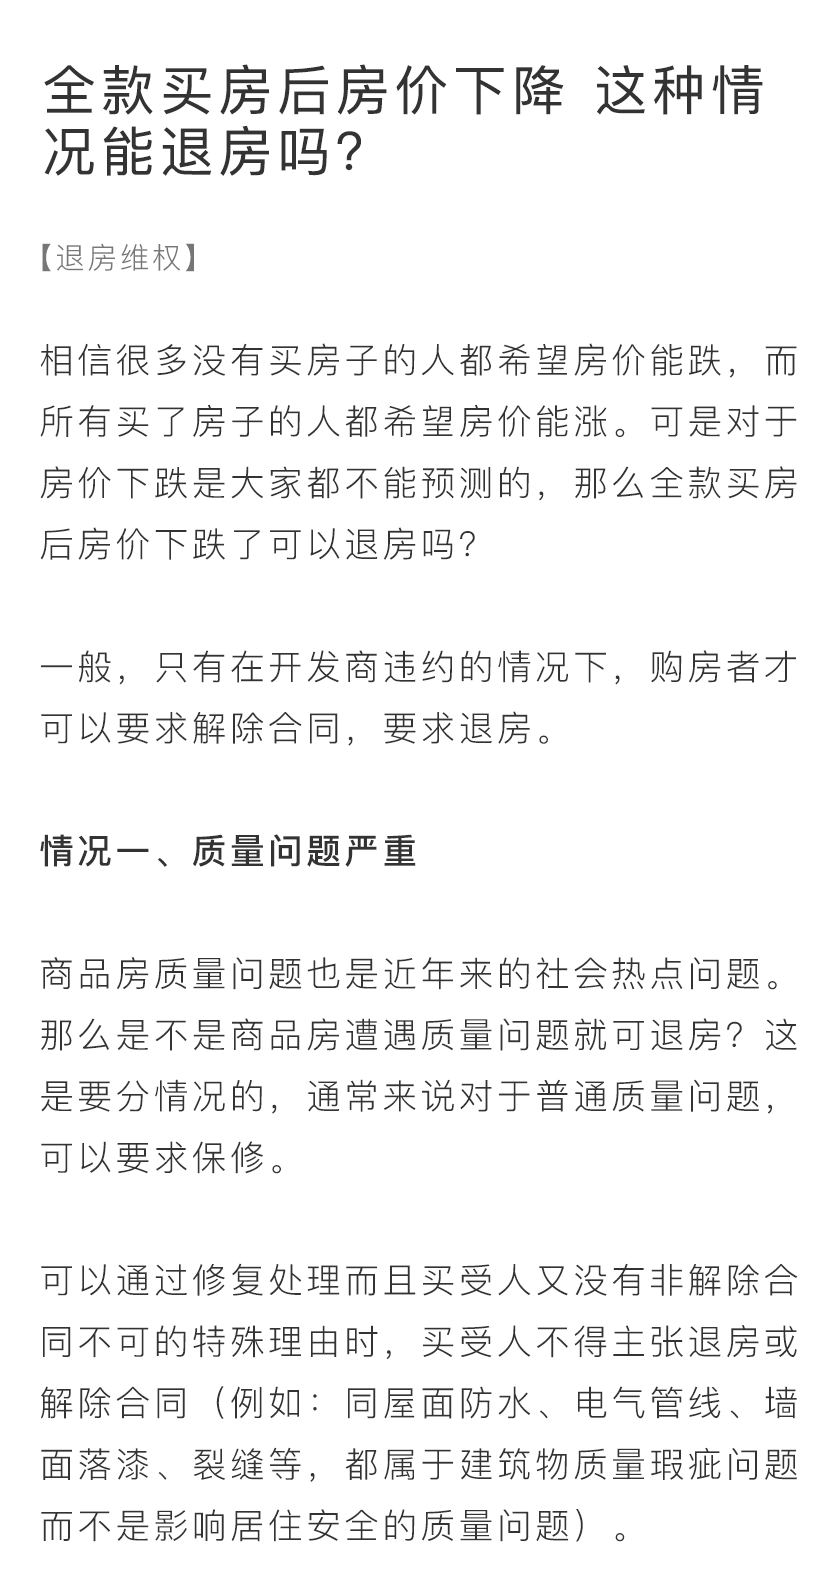 全款买房后房价下降 这种情
况能退房吗？
【退房维权】
相信很多没有买房子的人都希望房价能跌，而
所有买了房子的人都希望房价能涨。可是对于
房价下跌是大家都不能预测的，那么全款买房
后房价下跌了可以退房吗？
一般，只有在开发商违约的情况下，购房者才
可以要求解除合同，要求退房。
情况一、质量问题严重
商品房质量问题也是近年来的社会热点问题。
那么是不是商品房遭遇质量问题就可退房？这
是要分情况的，通常来说对于普通质量问题，
可以要求保修。
可以通过修复处理而且买受人又没有非解除合
同不可的特殊理由时，买受人不得主张退房或
解除合同（例如：同屋面防水、电气管线、墙
面落漆、裂缝等，都属于建筑物质量瑕疵问题
而不是影响居住安全的质量问题）。